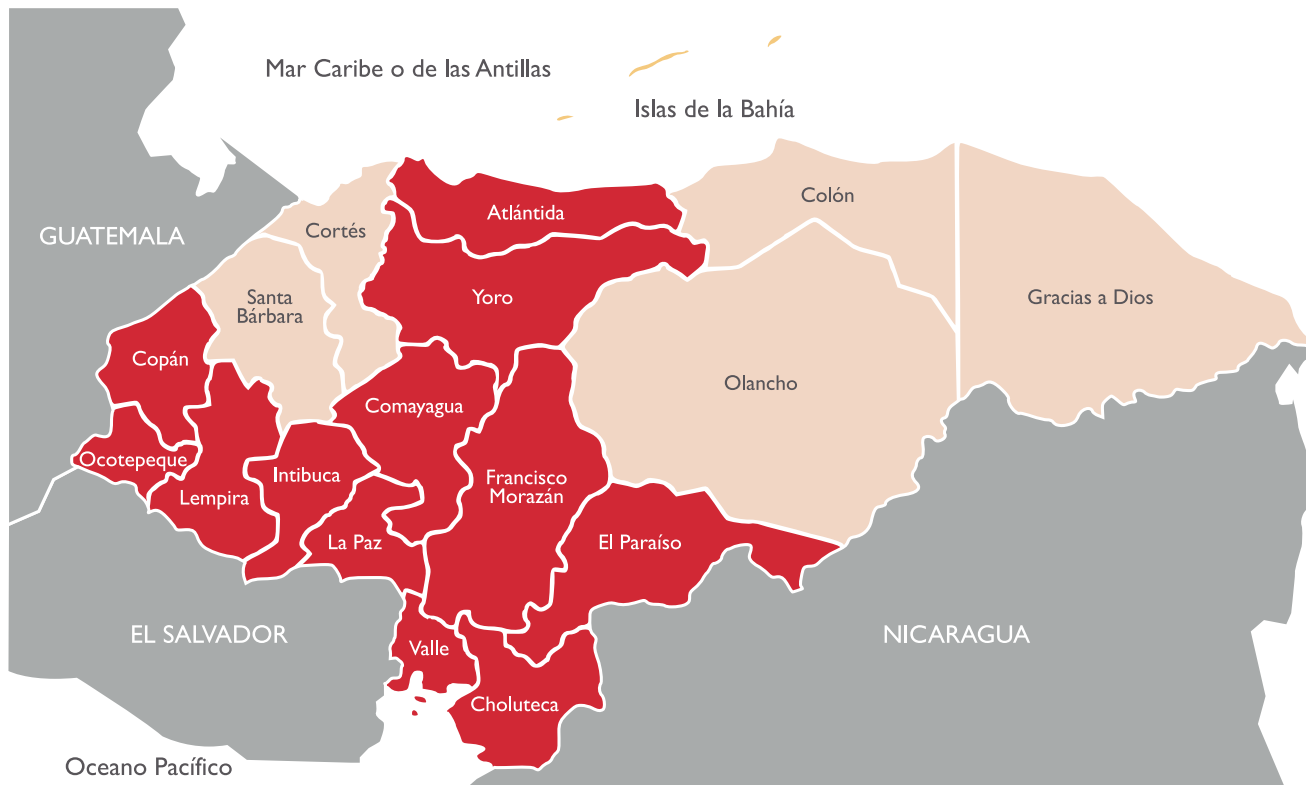 Mar Caribe o de las Antillas
Islas de la Bahía
Colón
Atlántida
Cortés
GUATEMALA
Yoro
Gracias a Dios
Santa
Bárbara
Copán
Olancho
Comayagua
Ocotepeque
Intibuca
Francisco
Morazán
Lempira
La Paz
El Paraíso
EL SALVADOR
NICARAGUA
Valle
Choluteca
Oceano Pacífico